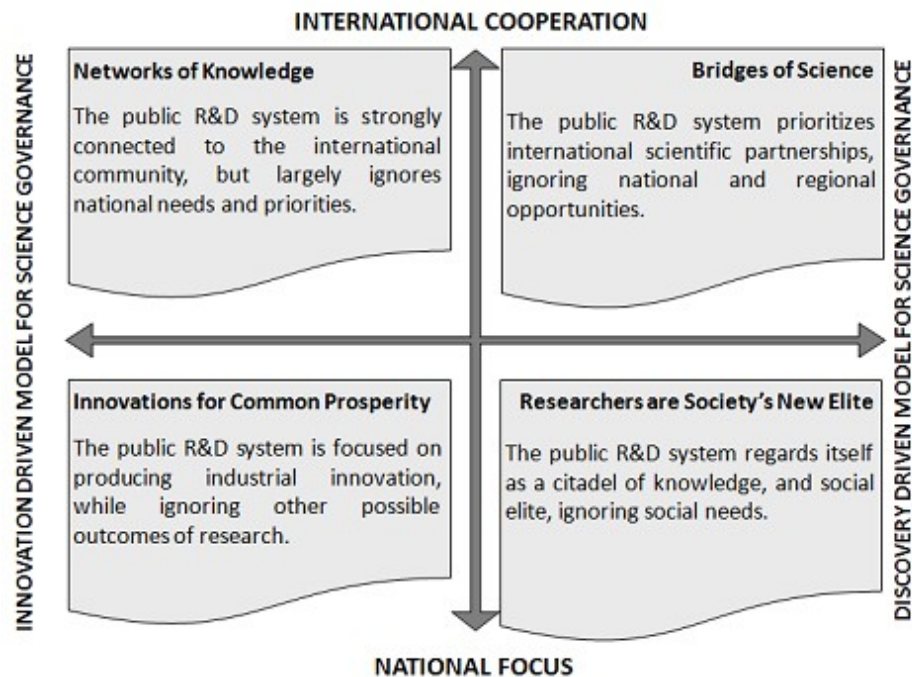 INTERNATIONAL COOPERATION
INNOVATION DRIVEN MODEL FOR SCIENCE GOVERNANCE
Networks of Knowledge
The public R&D system is strongly
connected to the international
community, but largely ignores
national needs and priorities.
Bridges of Science
The public R&D system prioritizes
international scientific partnerships,
ignoring national and regional
opportunities.
DISCOVERY DRIVEN MODEL FOR SCIENCE GOVERNANCE
Innovations for Common Prosperity
The public R&D system is focused on
producing industrial innovation,
while ignoring other possible
outcomes of research.
Researchers are Society's New Elite
The public R&D system regards itself
as a citadel of knowledge, and social
elite, ignoring social needs.
NATIONAL FOCUS